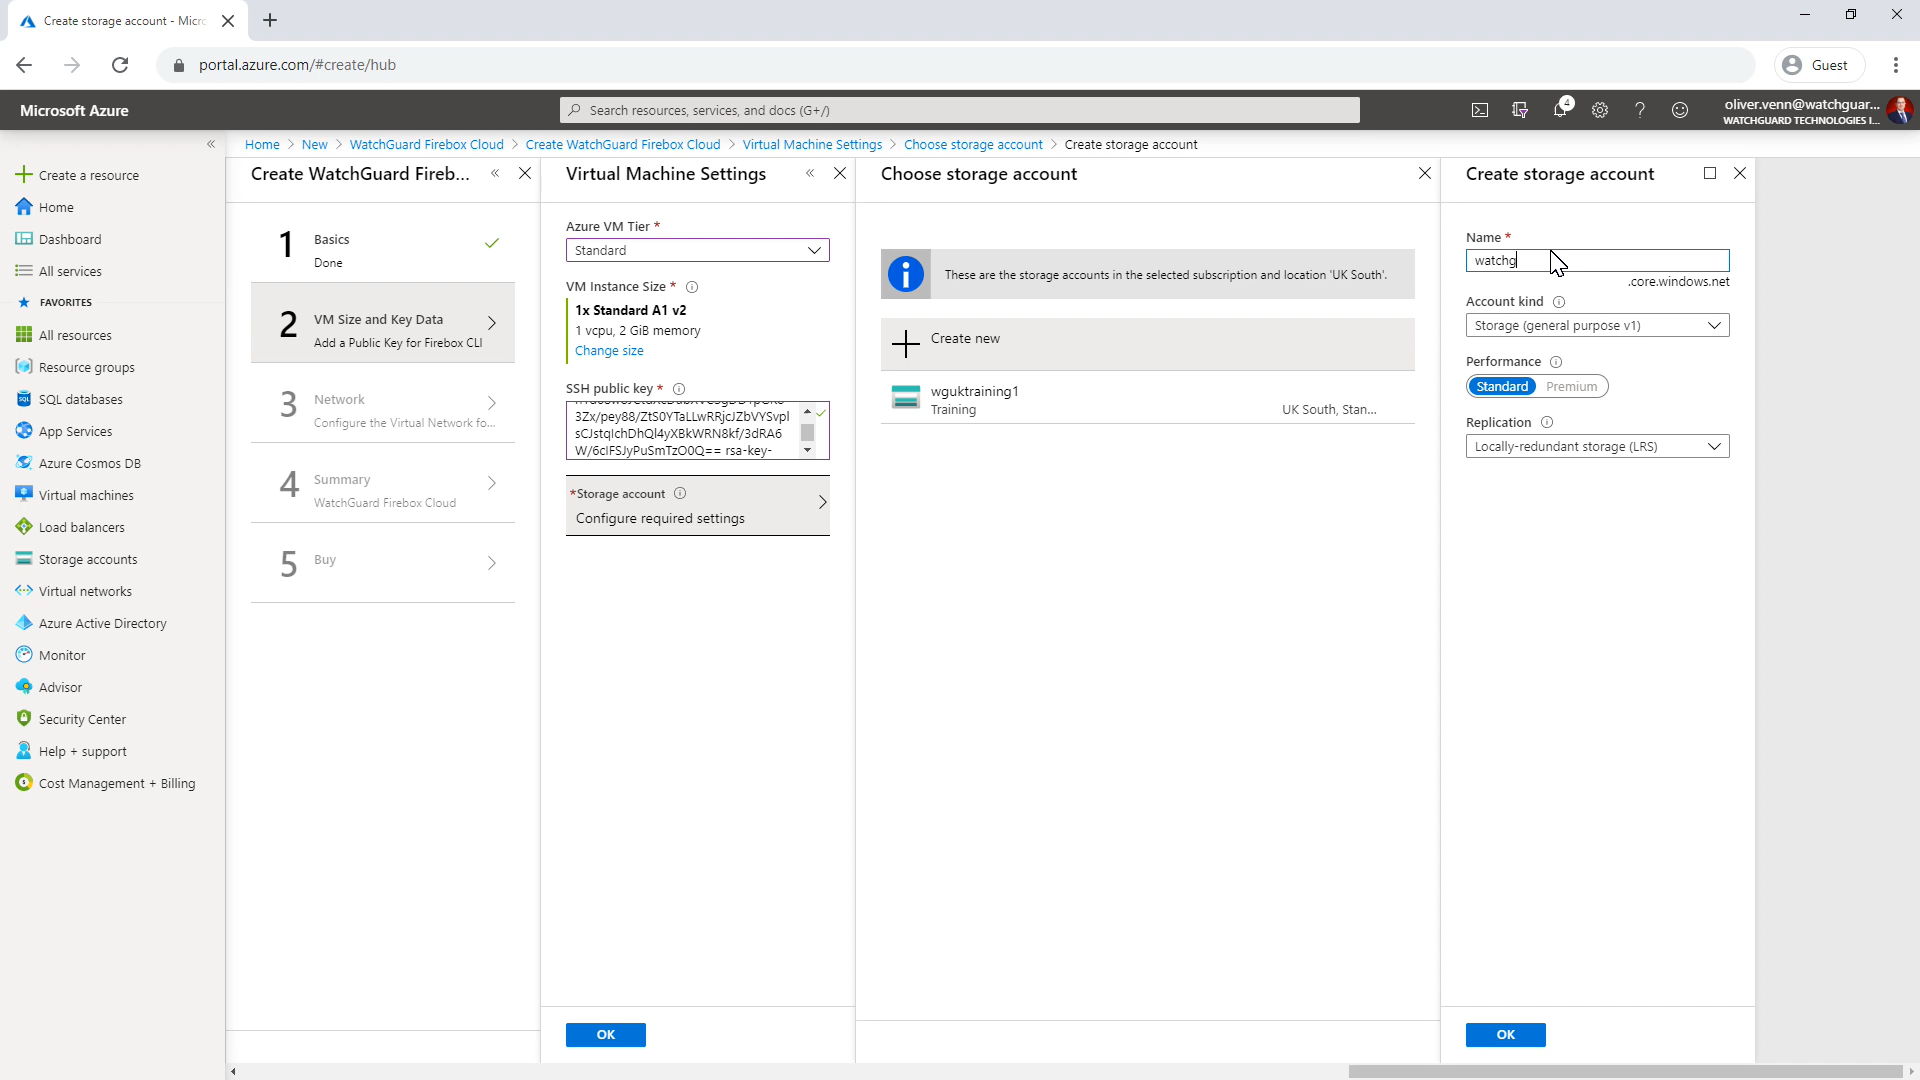 Create storage account - Micr
portal.azure.com/#create/hub
Guest
Microsoft Azure
Search resources, services, and docs (G+/)
4
oliver.venn@watchguar...
WATCHGUARD TECHNOLOGIES I...
Home > New > WatchGuard Firebox Cloud > Create WatchGuard Firebox Cloud > Virtual Machine Settings > Choose storage account > Create storage account
Create a resource
Home
Dashboard
All services
FAVORITES
All resources
Resource groups
SQL databases
App Services
Azure Cosmos DB
Virtual machines
Load balancers
Storage accounts
Virtual networks
Azure Active Directory
Monitor
Advisor
Security Center
Help + support
Cost Management + Billing
Create WatchGuard Fireb...
1 Basics
Done
2 VM Size and Key Data
Add a Public Key for Firebox CLI
3 Network
Configure the Virtual Network fo...
4 Summary
WatchGuard Firebox Cloud
5 Buy
Virtual Machine Settings
Azure VM Tier *
Standard
VM Instance Size *
1x Standard A1 v2
1 vcpu, 2 GiB memory
Change size
SSH public key *
3Zx/pey88/ZtS0YTaLLwRRjcJZbVYSvpl
sCJstqIchDhQl4yXBkWRN8kf/3dRA6
W/6cIFSJyPuSmTzO0Q== rsa-key-
*Storage account
Configure required settings
OK
Choose storage account
These are the storage accounts in the selected subscription and location 'UK South'.
Create new
wguktraining1
Training
UK South, Stan...
Create storage account
Name *
watchg
.core.windows.net
Account kind
Storage (general purpose v1)
Performance
Standard Premium
Replication
Locally-redundant storage (LRS)
OK